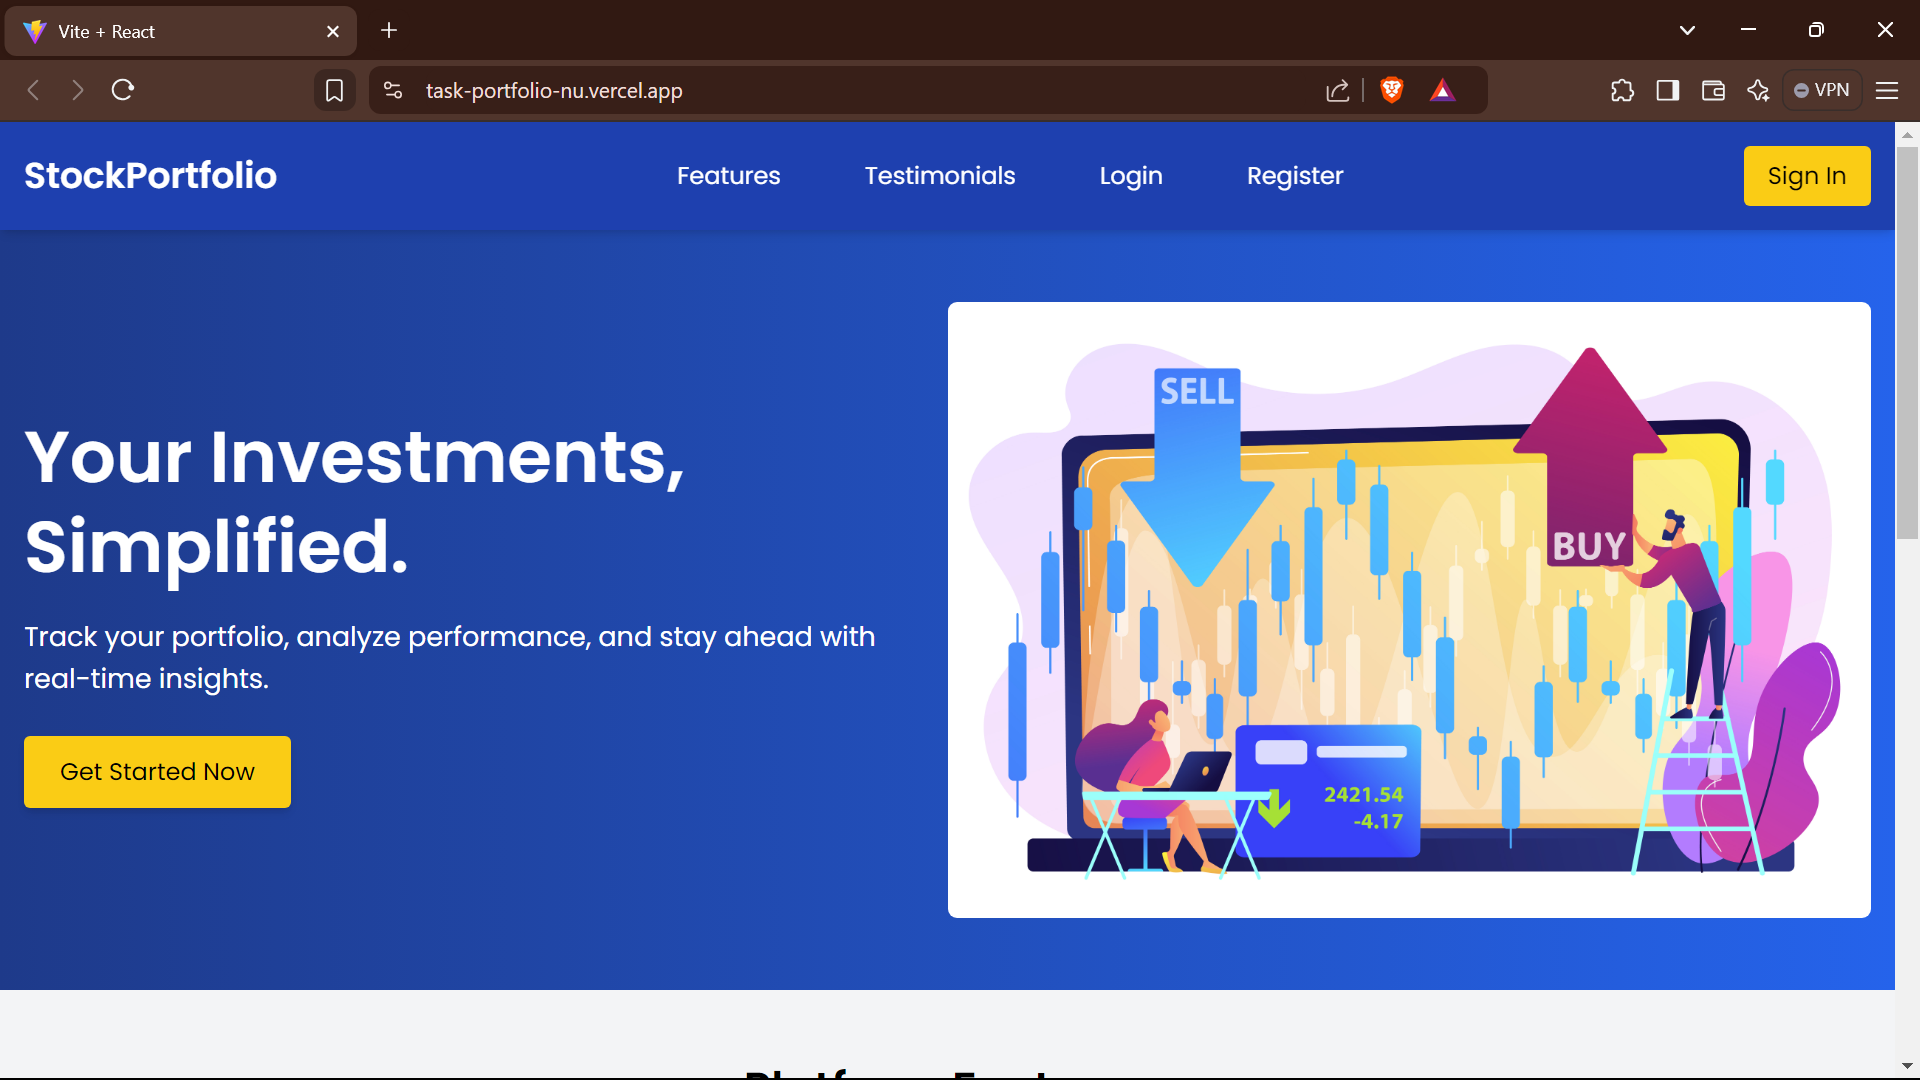 Vite + React
task-portfolio-nu.vercel.app
VPN
StockPortfolio
Features
Testimonials
Login
Register
Sign In
Your Investments,
Simplified.
Track your portfolio, analyze performance, and stay ahead with
real-time insights.
Get Started Now
SELL
BUY
2421.54
-4.17